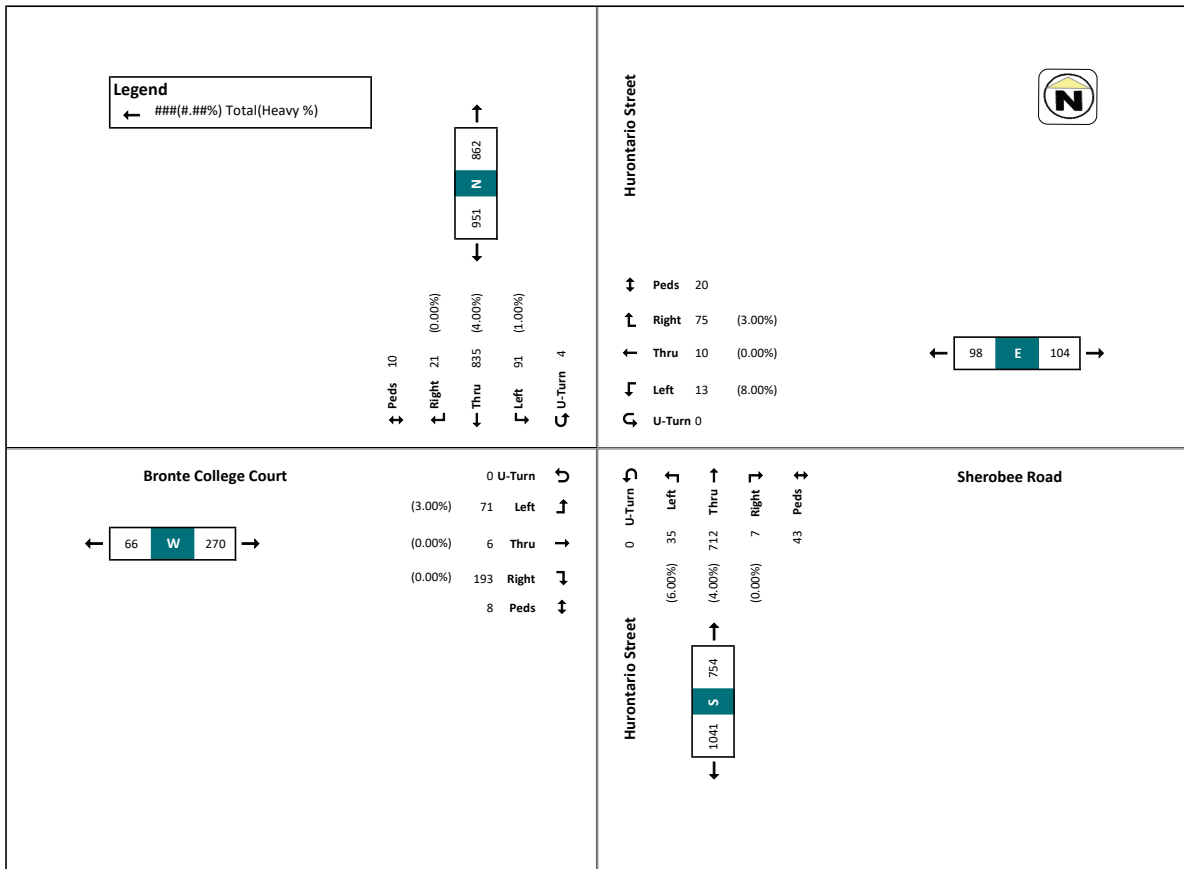 Legend
← ###(#.##%) Total(Heavy %)
862
N
951
Peds 10
Right 21 (0.00%)
Thru 835 (4.00%)
Left 91 (1.00%)
U-Turn 4
Hurontario Street
N
Peds 20
Right 75 (3.00%)
Thru 10 (0.00%)
Left 13 (8.00%)
U-Turn 0
98 E 104
Bronte College Court
0 U-Turn
(3.00%) 71 Left
(0.00%) 6 Thru
(0.00%) 193 Right
8 Peds
66 W 270
0 U-Turn
(6.00%) 35 Left
(4.00%) 712 Thru
(0.00%) 7 Right
43 Peds
Sherobee Road
Hurontario Street
754
S
1041